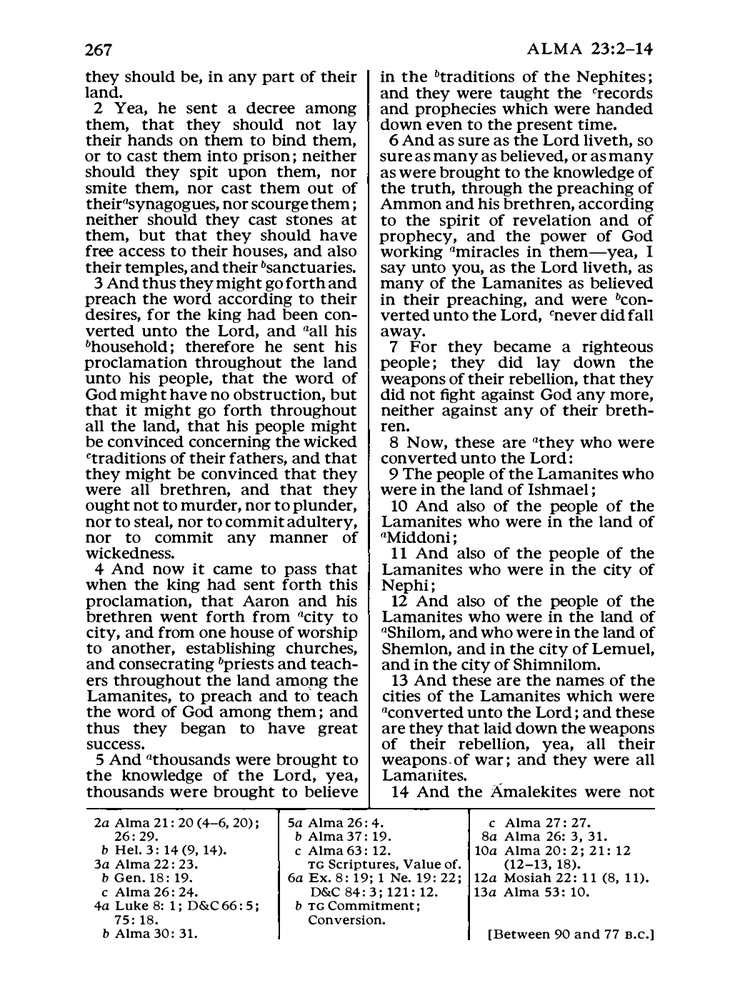 267
ALMA 23:2–14
they should be, in any part of their
land.
2 Yea, he sent a decree among
them, that they should not lay
their hands on them to bind them,
or to cast them into prison; neither
should they spit upon them, nor
smite them, nor cast them out of
their ᵃsynagogues, nor scourge them;
neither should they cast stones at
them, but that they should have
free access to their houses, and also
their temples, and their ᵇsanctuaries.
3 And thus they might go forth and
preach the word according to their
desires, for the king had been con-
verted unto the Lord, and ᵃall his
ᵇhousehold; therefore he sent his
proclamation throughout the land
unto his people, that the word of
God might have no obstruction, but
that it might go forth throughout
all the land, that his people might
be convinced concerning the wicked
ᶜtraditions of their fathers, and that
they might be convinced that they
were all brethren, and that they
ought not to murder, nor to plunder,
nor to steal, nor to commit adultery,
nor to commit any manner of
wickedness.
4 And now it came to pass that
when the king had sent forth this
proclamation, that Aaron and his
brethren went forth from ᵃcity to
city, and from one house of worship
to another, establishing churches,
and consecrating ᵇpriests and teach-
ers throughout the land among the
Lamanites, to preach and to teach
the word of God among them; and
thus they began to have great
success.
5 And ᵃthousands were brought to
the knowledge of the Lord, yea,
thousands were brought to believe
in the ᵇtraditions of the Nephites;
and they were taught the ᶜrecords
and prophecies which were handed
down even to the present time.
6 And as sure as the Lord liveth, so
sure as many as believed, or as many
as were brought to the knowledge of
the truth, through the preaching of
Ammon and his brethren, according
to the spirit of revelation and of
prophecy, and the power of God
working ᵃmiracles in them—yea, I
say unto you, as the Lord liveth, as
many of the Lamanites as believed
in their preaching, and were ᵇcon-
verted unto the Lord, ᶜnever did fall
away.
7 For they became a righteous
people; they did lay down the
weapons of their rebellion, that they
did not fight against God any more,
neither against any of their breth-
ren.
8 Now, these are ᵃthey who were
converted unto the Lord:
9 The people of the Lamanites who
were in the land of Ishmael;
10 And also of the people of the
Lamanites who were in the land of
ᵃMiddoni;
11 And also of the people of the
Lamanites who were in the city of
Nephi;
12 And also of the people of the
Lamanites who were in the land of
ᵃShilom, and who were in the land of
Shemlon, and in the city of Lemuel,
and in the city of Shimnilom.
13 And these are the names of the
cities of the Lamanites which were
ᵃconverted unto the Lord; and these
are they that laid down the weapons
of their rebellion, yea, all their
weapons of war; and they were all
Lamanites.
14 And the Amalekites were not
2a Alma 21:20 (4–6, 20);
26:29.
b Hel. 3:14 (9, 14).
3a Alma 22:23.
b Gen. 18:19.
c Alma 26:24.
4a Luke 8:1; D&C 66:5;
75:18.
b Alma 30:31.
5a Alma 26:4.
b Alma 37:19.
c Alma 63:12.
TG Scriptures, Value of.
6a Ex. 8:19; 1 Ne. 19:22;
D&C 84:3; 121:12.
b TG Commitment;
Conversion.
c Alma 27:27.
8a Alma 26:3, 31.
10a Alma 20:2; 21:12
(12–13, 18).
12a Mosiah 22:11 (8, 11).
13a Alma 53:10.
[Between 90 and 77 B.C.]